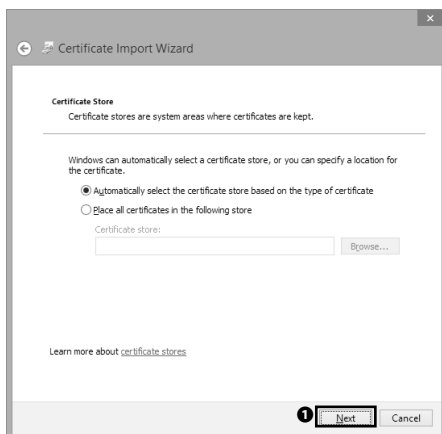 Certificate Import Wizard
Certificate Store
Certificate stores are system areas where certificates are kept.
Windows can automatically select a certificate store, or you can specify a location for
the certificate.
Automatically select the certificate store based on the type of certificate
Place all certificates in the following store
Certificate store:
Browse...
Learn more about certificate stores
1 Next Cancel